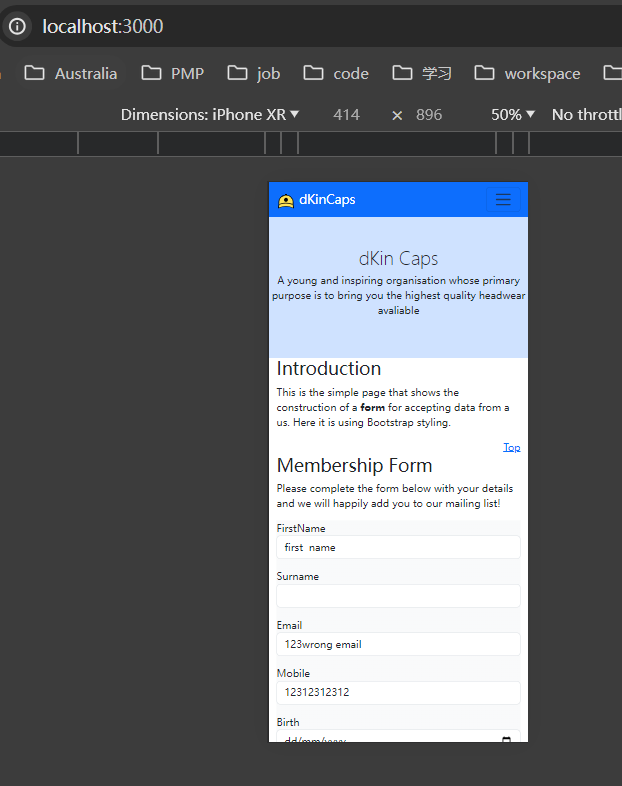 localhost:3000
Australia PMP job code 学习 workspace
Dimensions: iPhone XR 414 × 896 50% No thrott
dKinCaps
dKin Caps
A young and inspiring organisation whose primary
purpose is to bring you the highest quality headwear
avaliable
Introduction
This is the simple page that shows the
construction of a form for accepting data from a
us. Here it is using Bootstrap styling.
Top
Membership Form
Please complete the form below with your details
and we will happily add you to our mailing list!
FirstName
first name
Surname
Email
123wrong email
Mobile
12312312312
Birth
dd/mm/yyyy